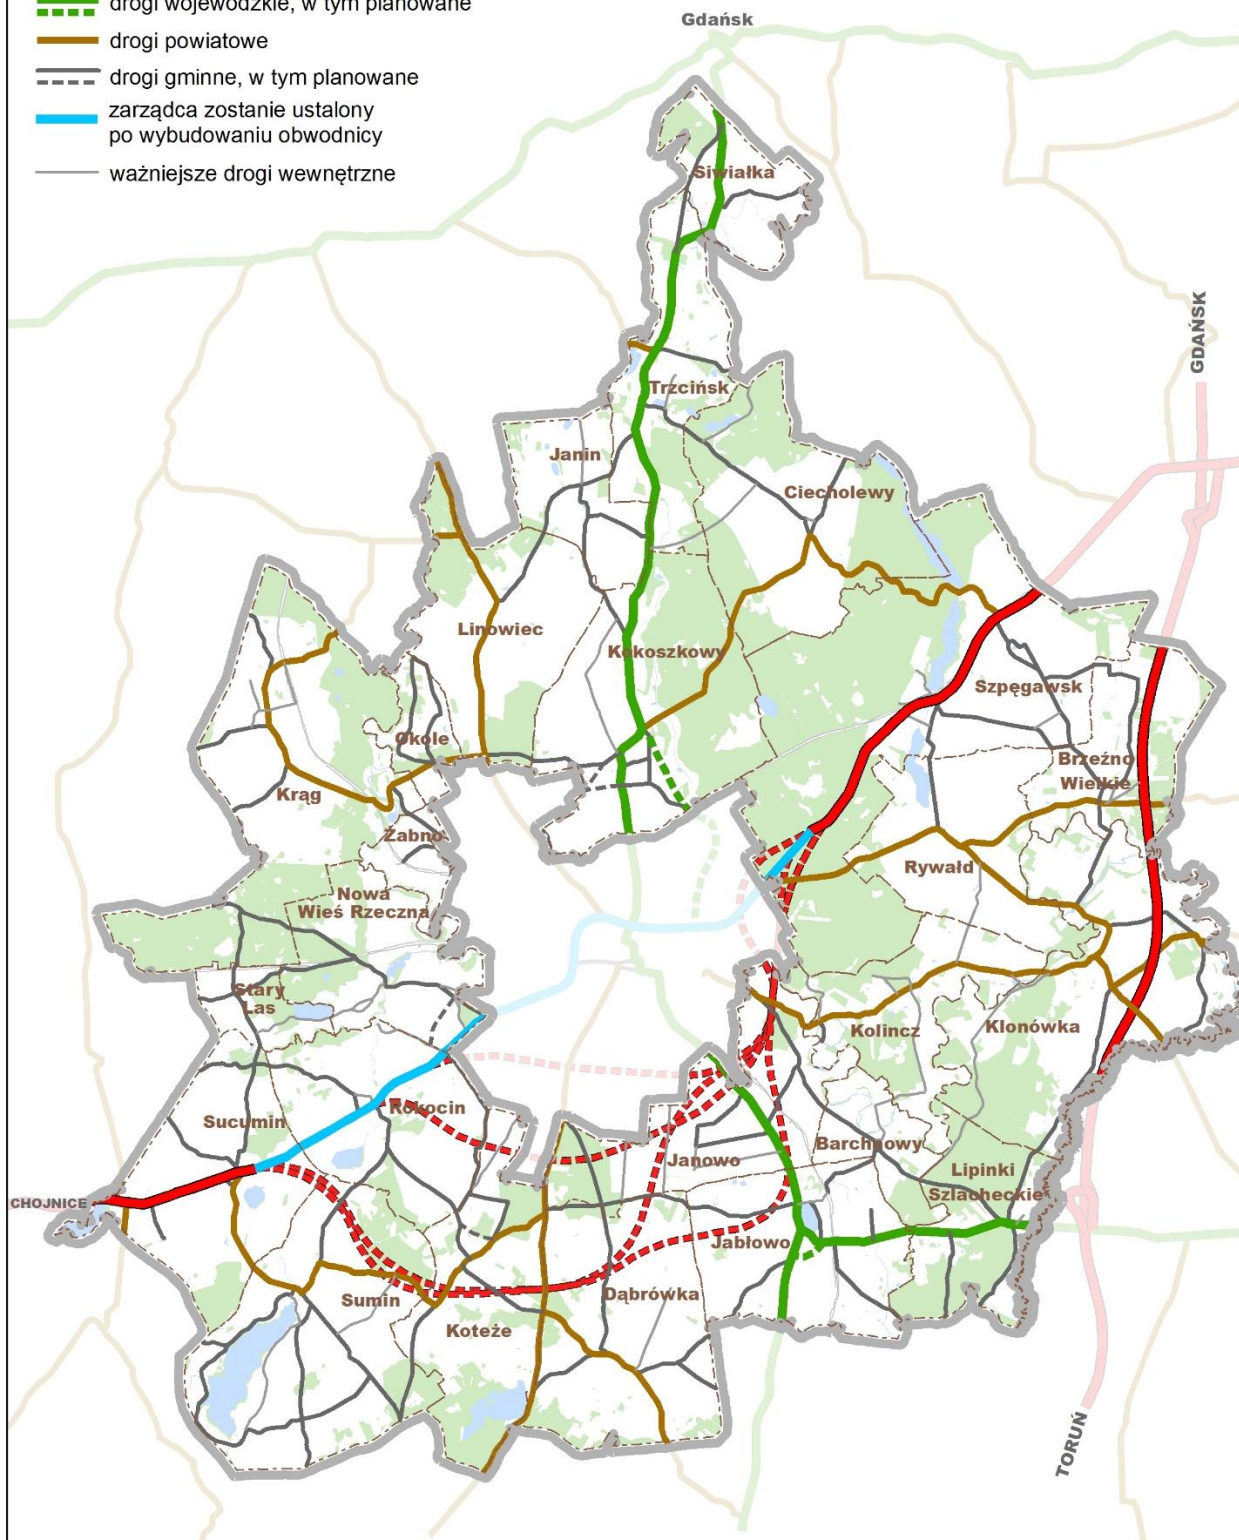 drogi wojewódzkie, w tym planowane
drogi powiatowe
drogi gminne, w tym planowane
zarządca zostanie ustalony
po wybudowaniu obwodnicy
ważniejsze drogi wewnętrzne
Gdańsk
Siwiałka
GDAŃSK
Trzcińsk
Janin
Ciecholewy
Linowiec
Kokoszkowy
Szpęgawsk
Okole
Brzeźno
Wielkie
Krąg
Żabno
Rywałd
Nowa
Wieś Rzeczna
Stary
Las
Kolincz
Klonówka
Rokocin
Sucumin
Barchnowy
Janowo
Lipinki
Szlacheckie
CHOJNICE
Jabłowo
Sumin
Dąbrówka
Koteże
TORUŃ